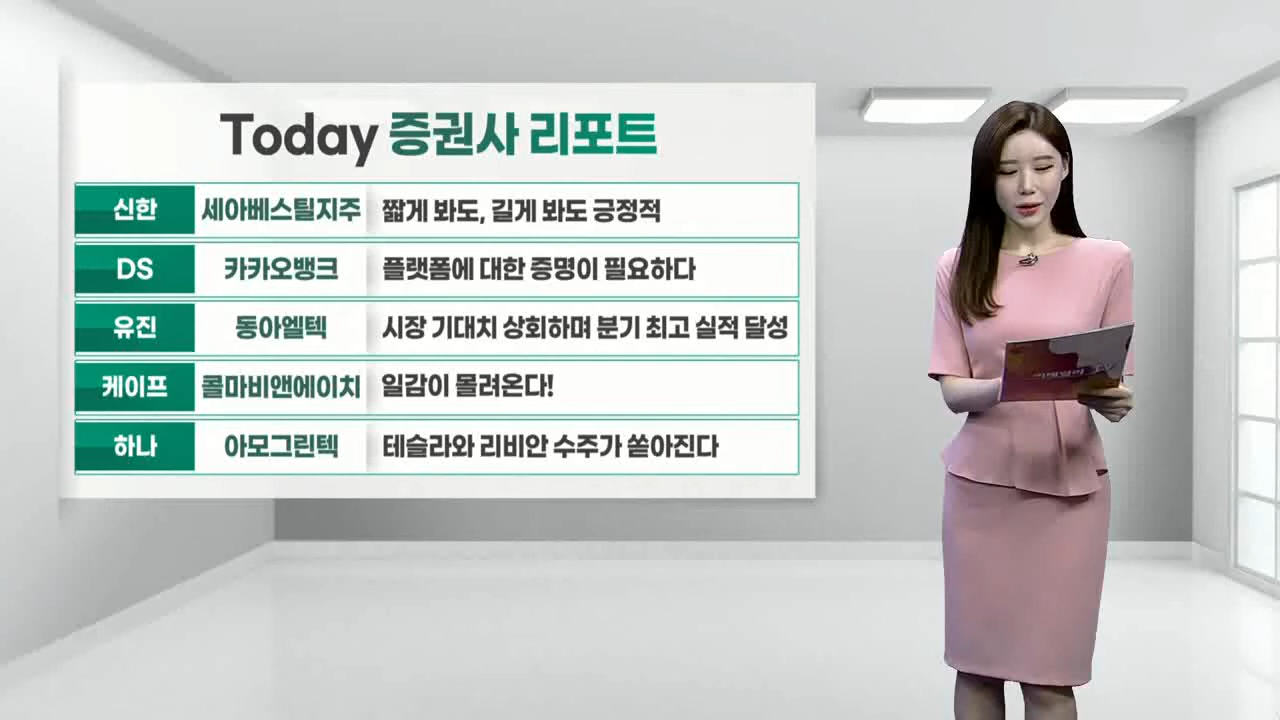 Today 증권사 리포트
신한 세아베스틸지주 짧게 봐도, 길게 봐도 긍정적
DS 카카오뱅크 플랫폼에 대한 증명이 필요하다
유진 동아엘텍 시장 기대치 상회하며 분기 최고 실적 달성
케이프 콜마비앤에이치 일감이 몰려온다!
하나 아모그린텍 테슬라와 리비안 수주가 쏟아진다